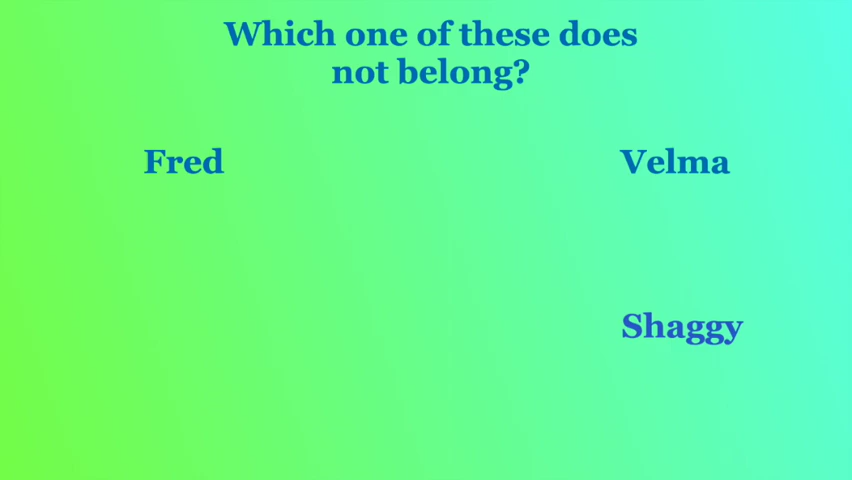 Which one of these does
not belong?
Fred
Velma
Shaggy